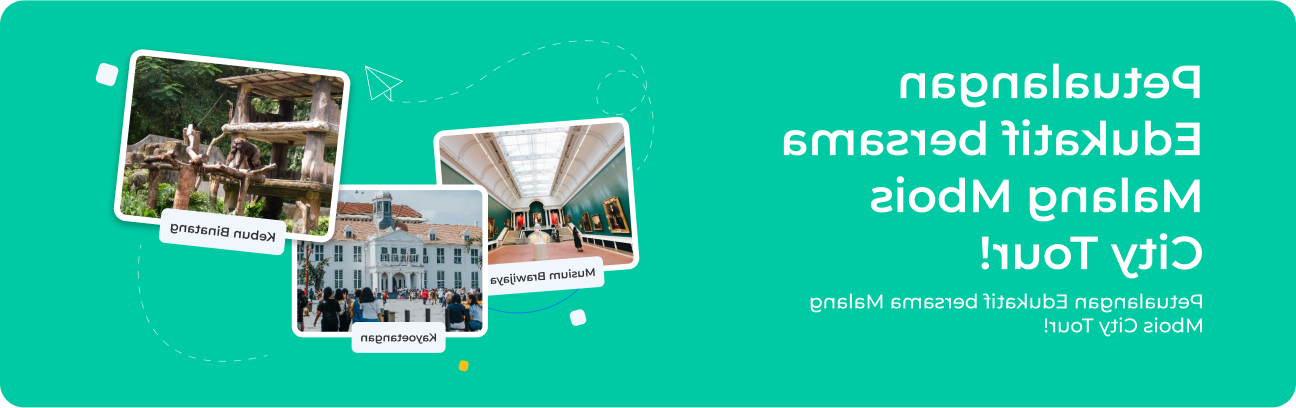 Petualangan
Edukatif bersama
Malang Mbois
City Tour!
Petualangan Edukatif bersama Malang
Mbois City Tour!
Musium Brawijaya
Kayoetangan
Kebun Binatang